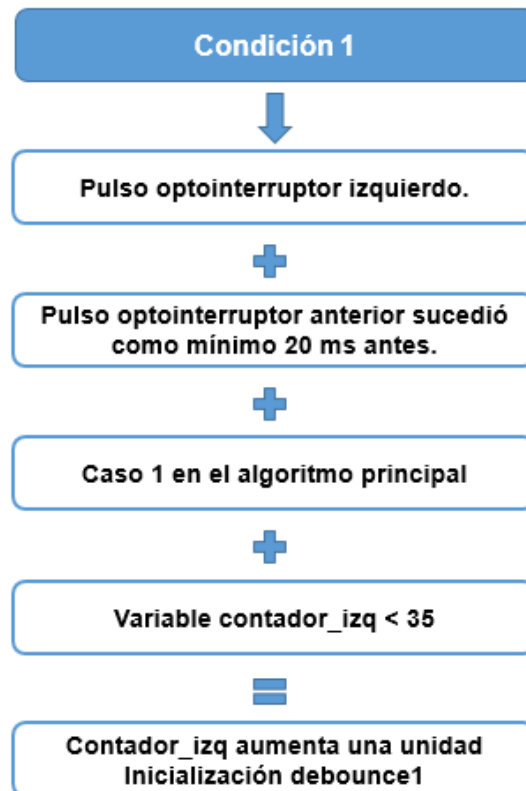 Condición 1
Pulso optointerruptor izquierdo.
Pulso optointerruptor anterior sucedió
como mínimo 20 ms antes.
Caso 1 en el algoritmo principal
Variable contador_izq < 35
Contador_izq aumenta una unidad
Inicialización debounce1